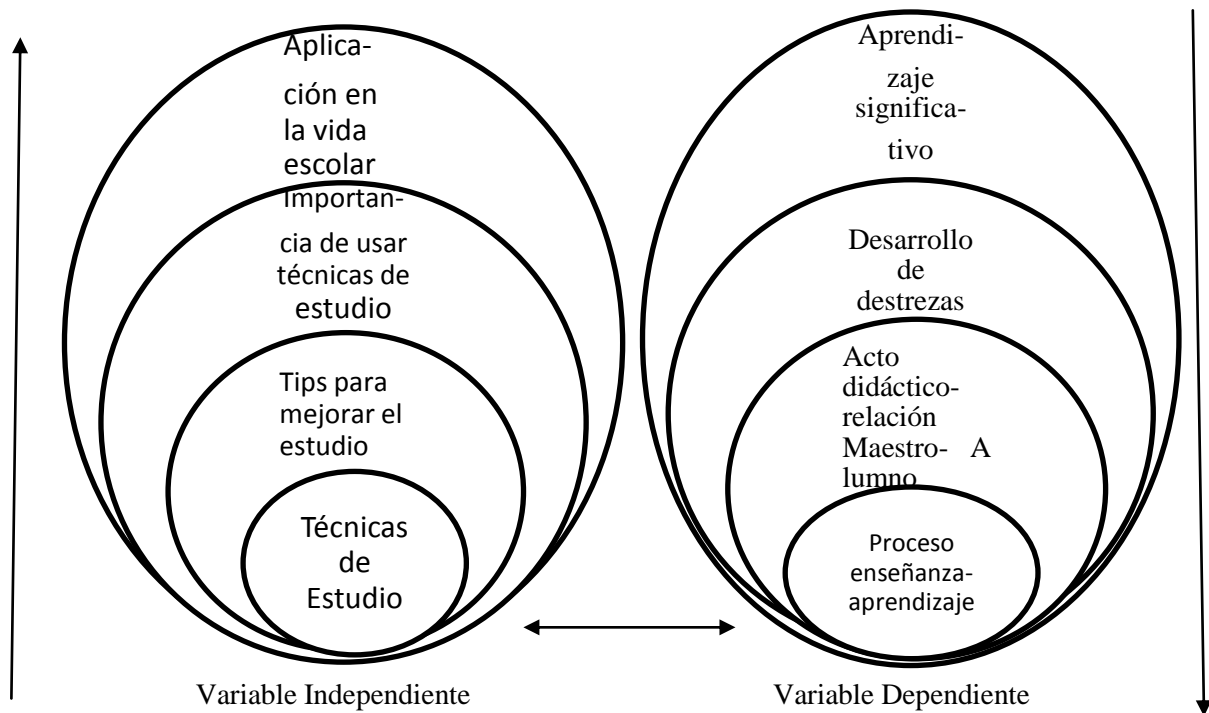 Aplica-
ción en
la vida
escolar
Importan-
cia de usar
técnicas de
estudio
Tips para
mejorar el
estudio
Técnicas
de
Estudio
Variable Independiente
Aprendi-
zaje
significa-
tivo
Desarrollo
de
destrezas
Acto
didáctico-
relación
Maestro- A
lumno
Proceso
enseñanza-
aprendizaje
Variable Dependiente